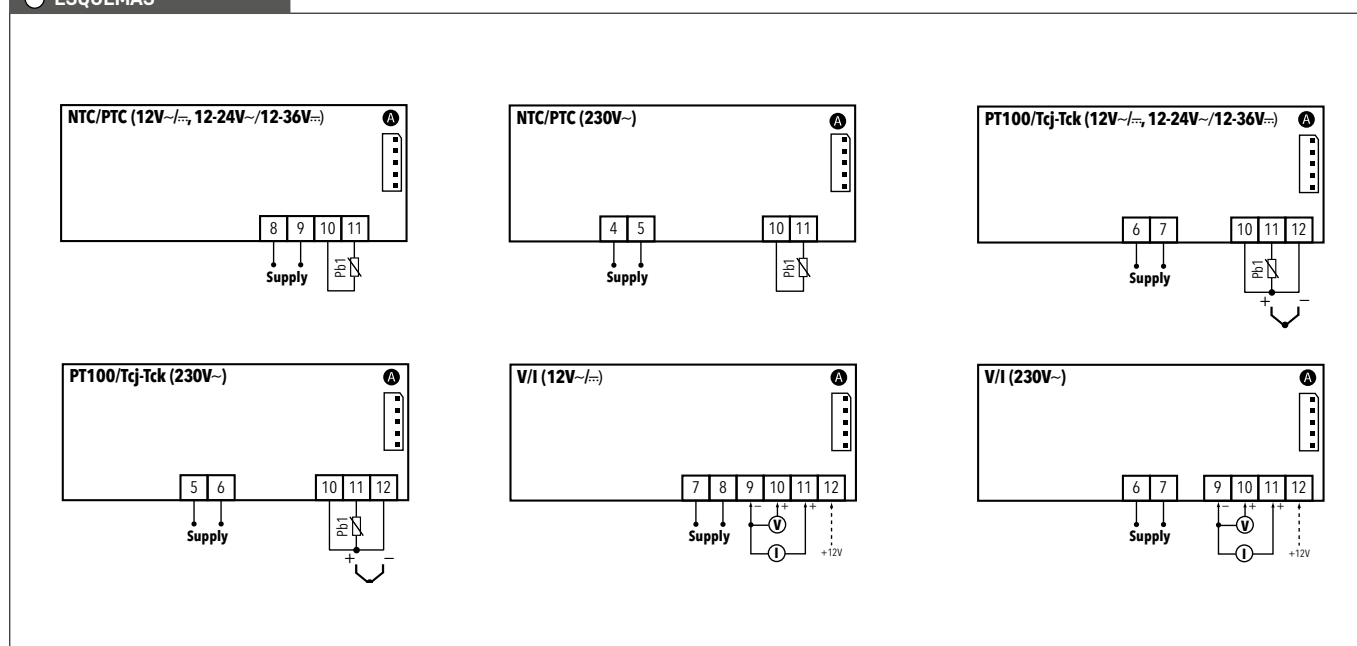 ESQUEMAS
NTC/PTC (12V~/⎓, 12-24V~/12-36V⎓)
A
8 9 10 11
Supply
Pb1
NTC/PTC (230V~)
A
4 5 10 11
Supply
Pb1
PT100/Tcj-Tck (12V~/⎓, 12-24V~/12-36V⎓)
A
6 7 10 11 12
Supply
Pb1
+ −
PT100/Tcj-Tck (230V~)
A
5 6 10 11 12
Supply
Pb1
+ −
V/I (12V~/⎓)
A
7 8 9 10 11 12
− + +
V
Supply
I
+12V
V/I (230V~)
A
6 7 9 10 11 12
− + +
V
Supply
I
+12V